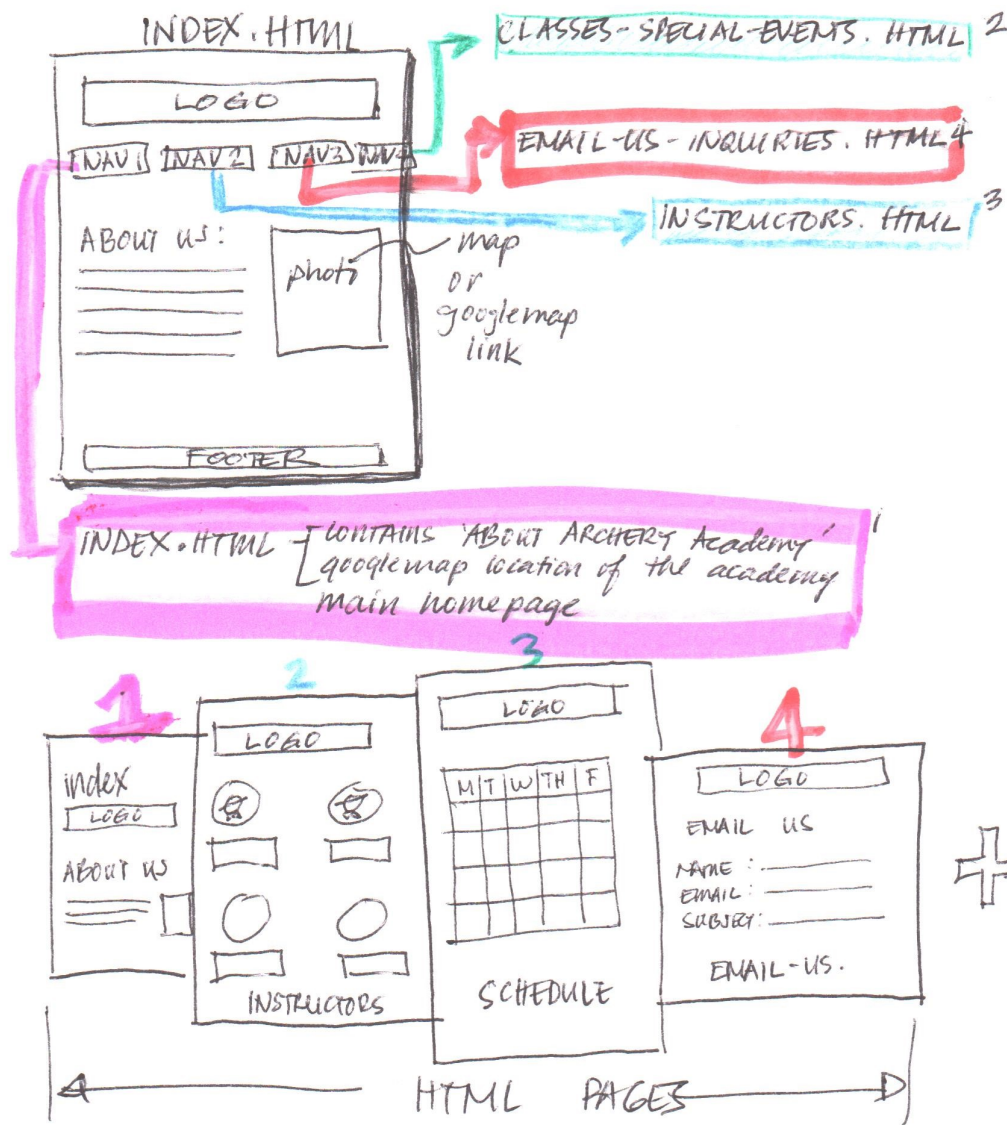 INDEX.HTML
CLASSES-SPECIAL-EVENTS.HTML 2
LOGO
EMAIL-US-INQUIRIES.HTML 4
NAV1 NAV2 NAV3 NAV4
INSTRUCTORS.HTML 3
ABOUT US:
photo
map
or
googlemap
link
FOOTER
INDEX.HTML - CONTAINS 'ABOUT ARCHERY Academy' 1
googlemap location of the academy
main homepage
1
2
3
4
index
LOGO
ABOUT US
LOGO
INSTRUCTORS
LOGO
M T W TH F
SCHEDULE
LOGO
EMAIL US
NAME:
EMAIL:
SUBJECT:
EMAIL-US.
HTML PAGES